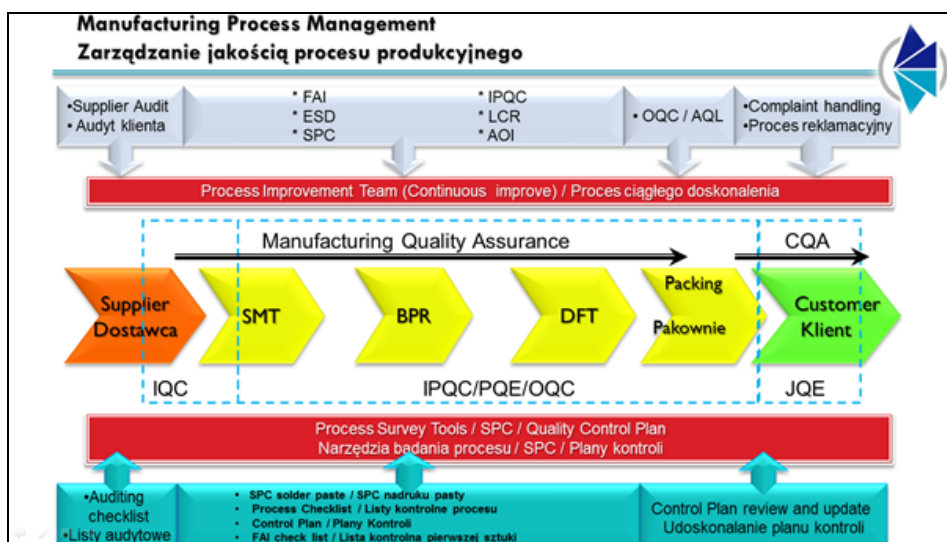 Manufacturing Process Management
Zarządzanie jakością procesu produkcyjnego
•Supplier Audit
• Audyt klienta
* FAI
* ESD
* SPC
* IPQC
* LCR
* AOI
• OQC / AQL
•Complaint handling
•Proces reklamacyjny
Process Improvement Team (Continuous improve) / Proces ciągłego doskonalenia
Manufacturing Quality Assurance
CQA
Supplier
Dostawca
SMT
BPR
DFT
Packing
Pakownie
Customer
Klient
IQC
IPQC/PQE/OQC
JQE
Process Survey Tools / SPC / Quality Control Plan
Narzędzia badania procesu / SPC / Plany kontroli
•Auditing
checklist
•Listy audytowe
• SPC solder paste / SPC nadruku pasty
• Process Checklist / Listy kontrolne procesu
• Control Plan / Plany Kontroli
• FAI check list / Lista kontrolna pierwszej sztuki
Control Plan review and update
Udoskonalanie planu kontroli